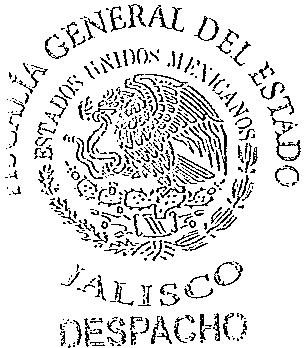 FISCALÍA GENERAL DEL ESTADO
ESTADOS UNIDOS MEXICANOS
JALISCO
DESPACHO